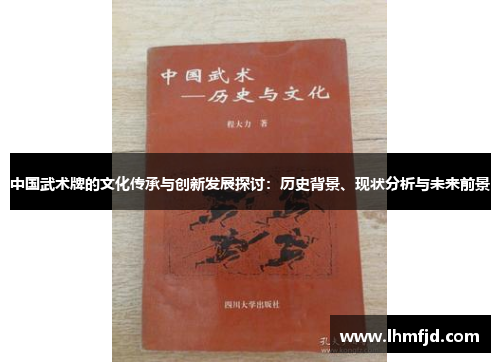 中国武术
—历史与文化
程大力 著
中国武术牌的文化传承与创新发展探讨：历史背景、现状分析与未来前景
四川大学出版社
www.lhmfjd.com